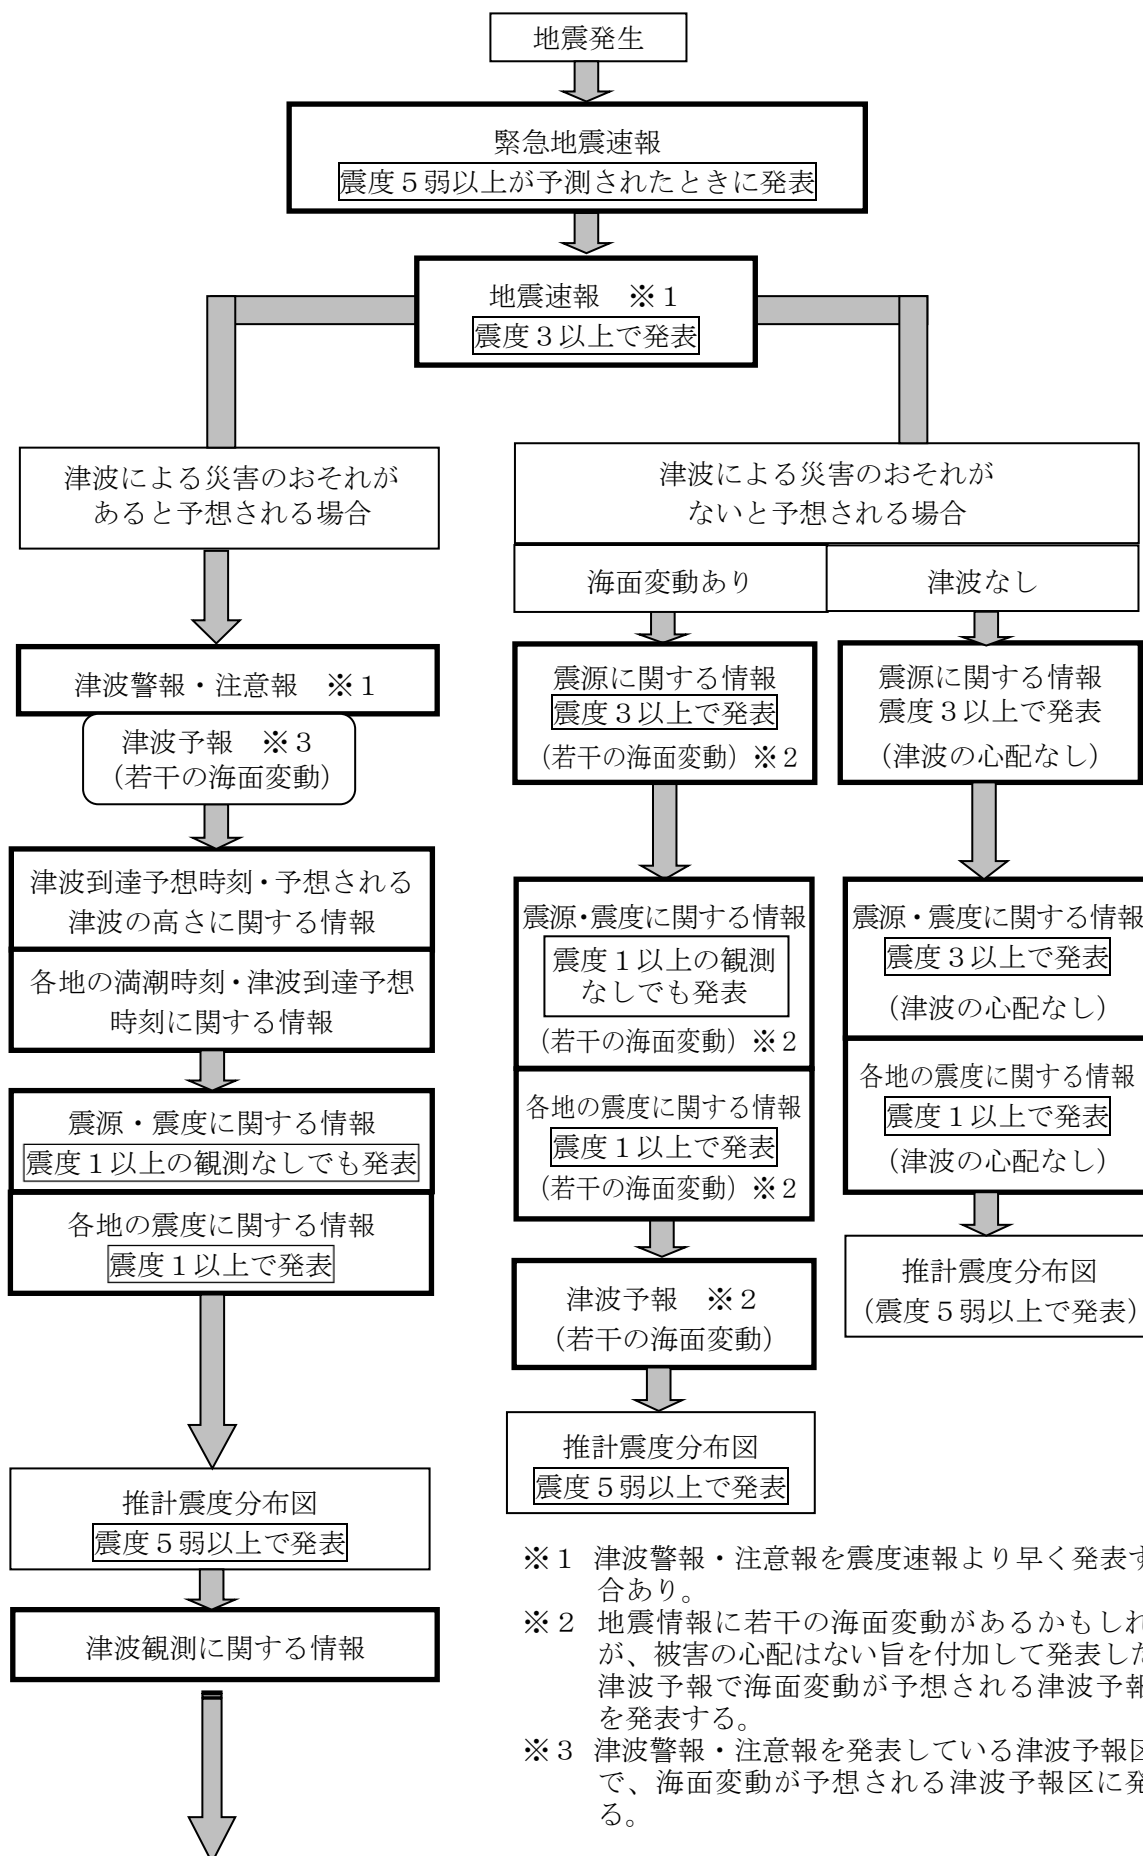 地震発生
緊急地震速報
震度５弱以上が予測されたときに発表
地震速報　※１
震度３以上で発表
津波による災害のおそれが
あると予想される場合
津波警報・注意報　※１
津波予報　※３
（若干の海面変動）
津波到達予想時刻・予想される
津波の高さに関する情報
各地の満潮時刻・津波到達予想
時刻に関する情報
震源・震度に関する情報
震度１以上の観測なしでも発表
各地の震度に関する情報
震度１以上で発表
推計震度分布図
震度５弱以上で発表
津波観測に関する情報
津波による災害のおそれが
ないと予想される場合
海面変動あり
震源に関する情報
震度３以上で発表
（若干の海面変動）※２
震源・震度に関する情報
震度１以上の観測
なしでも発表
（若干の海面変動）※２
各地の震度に関する情報
震度１以上で発表
（若干の海面変動）※２
津波予報　※２
（若干の海面変動）
推計震度分布図
震度５弱以上で発表
津波なし
震源に関する情報
震度３以上で発表
（津波の心配なし）
震源・震度に関する情報
震度３以上で発表
（津波の心配なし）
各地の震度に関する情報
震度１以上で発表
（津波の心配なし）
推計震度分布図
（震度５弱以上で発表）
※１　津波警報・注意報を震度速報より早く発表す
合あり。
※２　地震情報に若干の海面変動があるかもしれ
が、被害の心配はない旨を付加して発表した
津波予報で海面変動が予想される津波予報
を発表する。
※３　津波警報・注意報を発表している津波予報区
で、海面変動が予想される津波予報区に発
る。